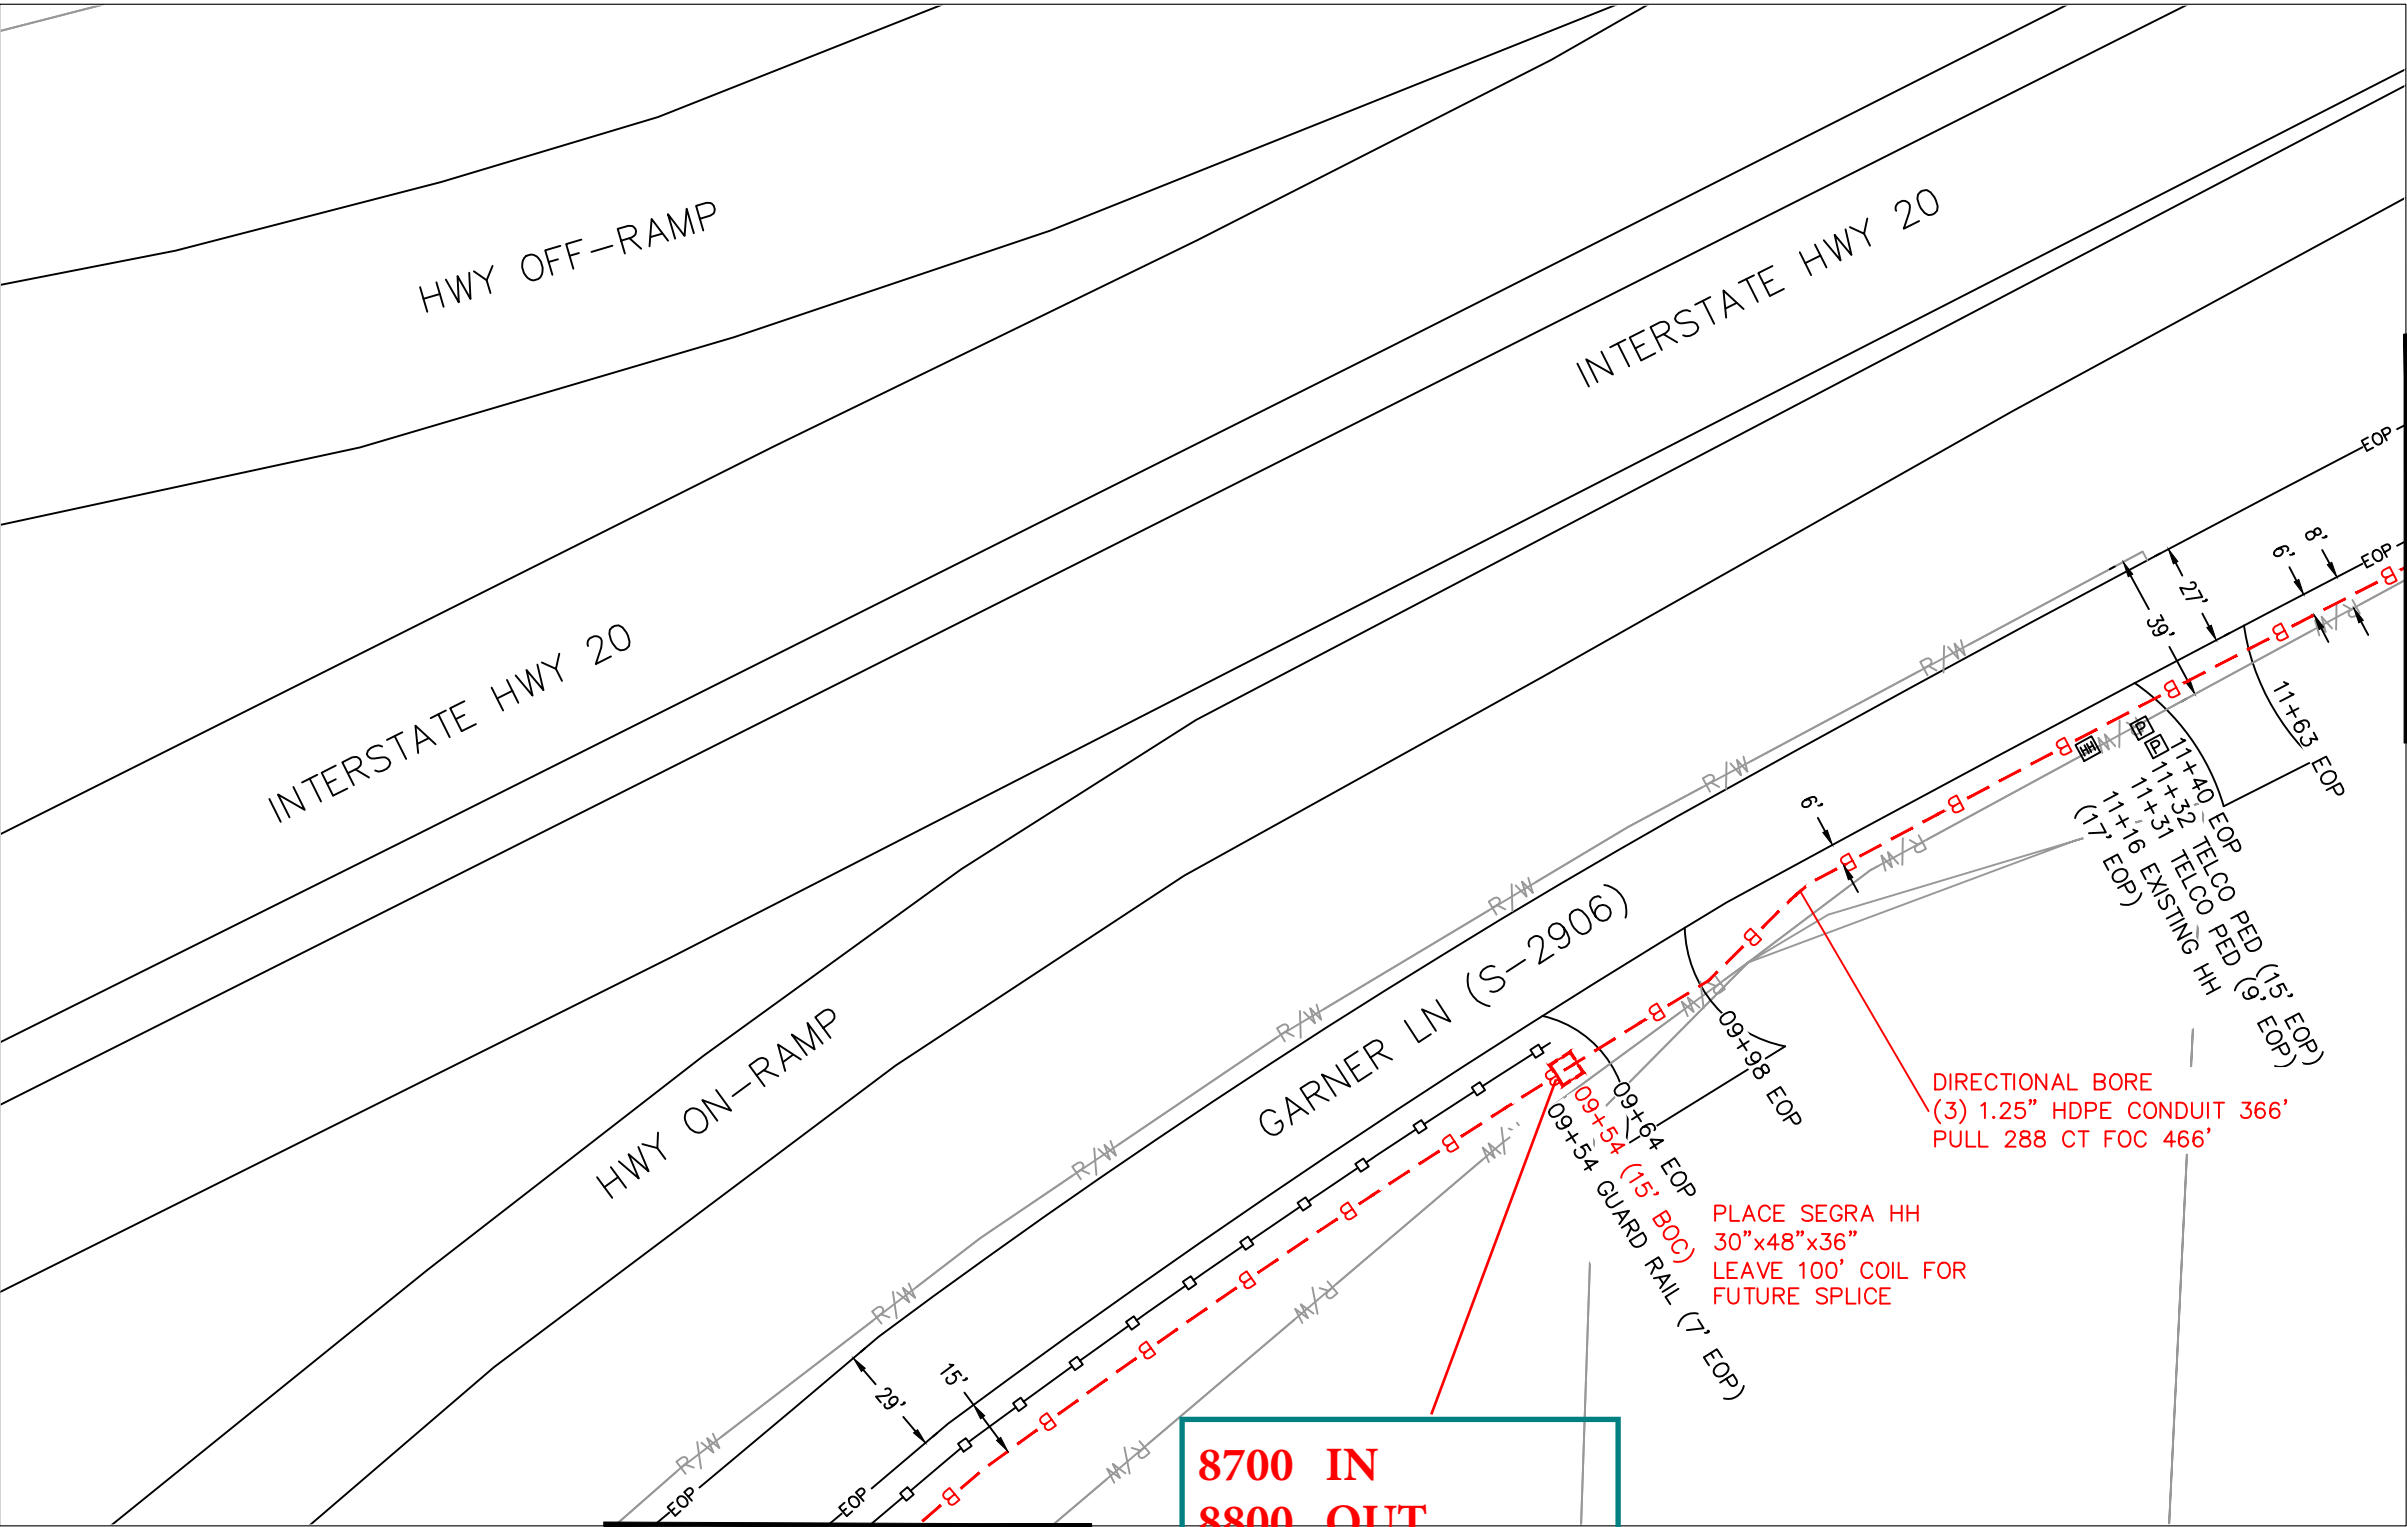 HWY OFF-RAMP
INTERSTATE HWY 20
INTERSTATE HWY 20
HWY ON-RAMP
GARNER LN (S-2906)
EOP
EOP
8'
6'
27'
39'
R/W
B
R/W
B
11+63 EOP
B
R/W
P
P
B
H
R/W
11+40 EOP
11+32 TELCO PED (15' EOP)
11+31 TELCO PED (9' EOP)
11+16 EXISTING HH
(17' EOP)
R/W
6'
B
B
R/W
R/W
B
R/W
B
09+98 EOP
R/W
B
09+64 EOP
09+54 (15' BOC)
09+54 GUARD RAIL (7' EOP)
DIRECTIONAL BORE
(3) 1.25" HDPE CONDUIT 366'
PULL 288 CT FOC 466'
PLACE SEGRA HH
30"x48"x36"
LEAVE 100' COIL FOR
FUTURE SPLICE
B
R/W
R/W
B
B
R/W
R/W
B
15'
29'
B
R/W
R/W
B
EOP
EOP
8700 IN
8800 OUT